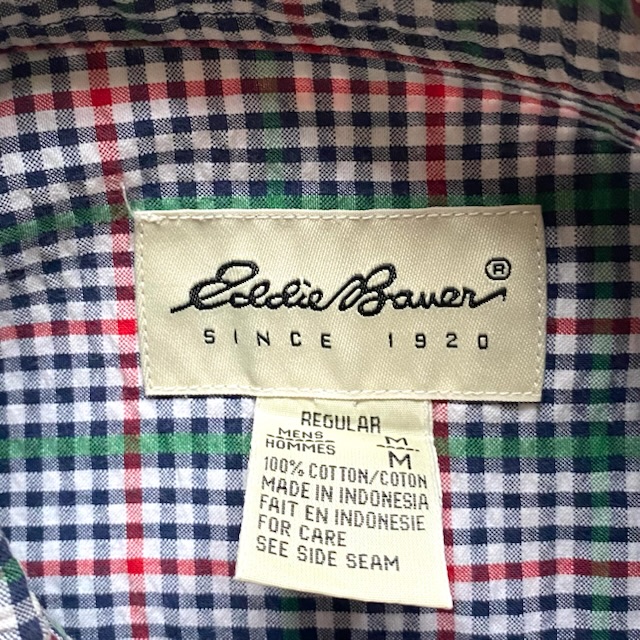 Eddie Bauer®
SINCE 1920
REGULAR
MENS M
HOMMES M
100% COTTON/COTON
MADE IN INDONESIA
FAIT EN INDONESIE
FOR CARE
SEE SIDE SEAM